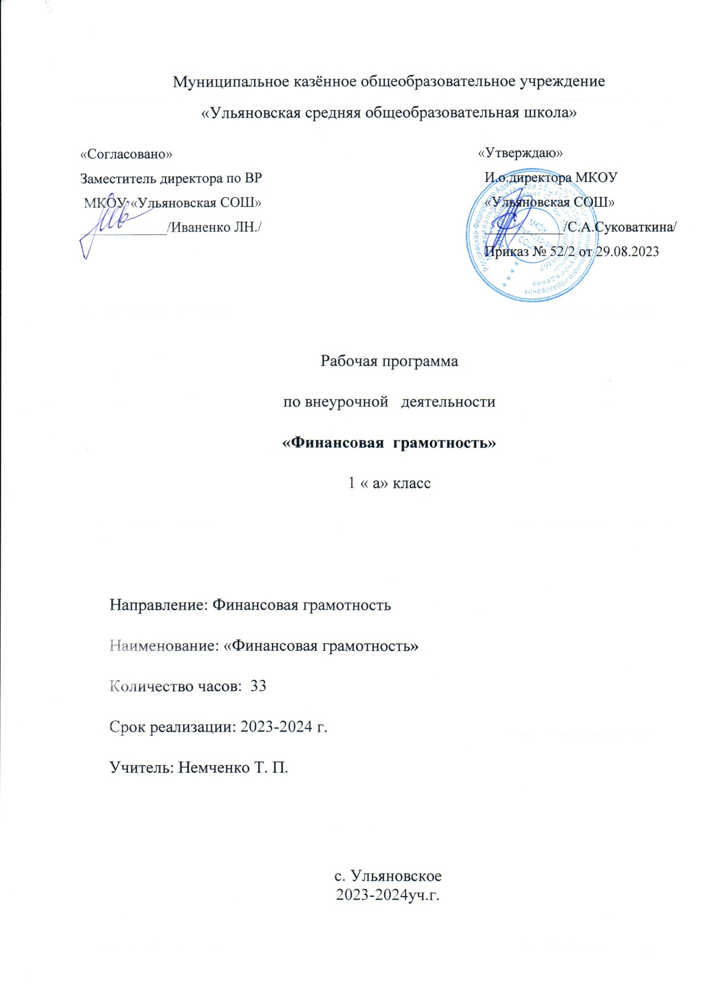 Муниципальное казённое общеобразовательное учреждение
«Ульяновская средняя общеобразовательная школа»
«Согласовано»
Заместитель директора по ВР
МКОУ «Ульяновская СОШ»
/Иваненко ЛН./
«Утверждаю»
И.о.директора МКОУ
«Ульяновская СОШ»
/С.А.Суковаткина/
Приказ № 52/2 от 29.08.2023
МКОУ
«Ульяновская
СОШ»
Рабочая программа
по внеурочной деятельности
«Финансовая грамотность»
1 « а» класс
Направление: Финансовая грамотность
Наименование: «Финансовая грамотность»
Количество часов: 33
Срок реализации: 2023-2024 г.
Учитель: Немченко Т. П.
с. Ульяновское
2023-2024уч.г.